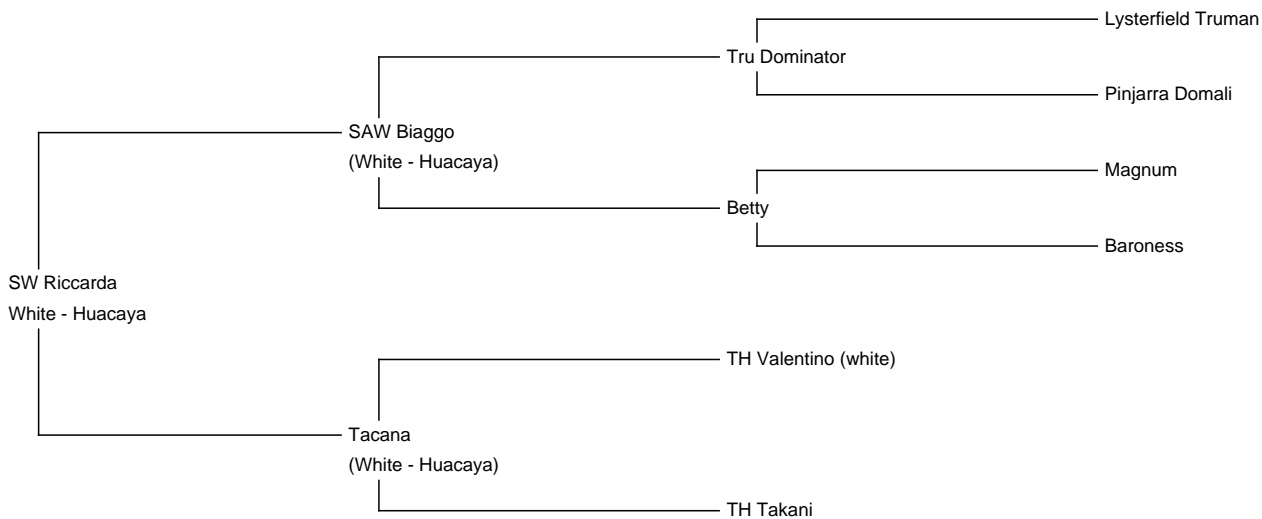 Lysterfield Truman
Tru Dominator
Pinjarra Domali
SAW Biaggo
(White - Huacaya)
Magnum
Betty
Baroness
SW Riccarda
White - Huacaya
TH Valentino (white)
Tacana
(White - Huacaya)
TH Takani